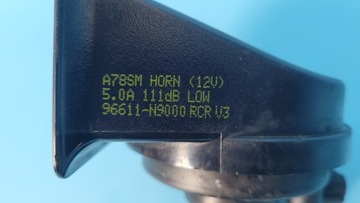 A78SM HORN (12V)
5.0A 111dB LOW
96611-N9000 RCR V3